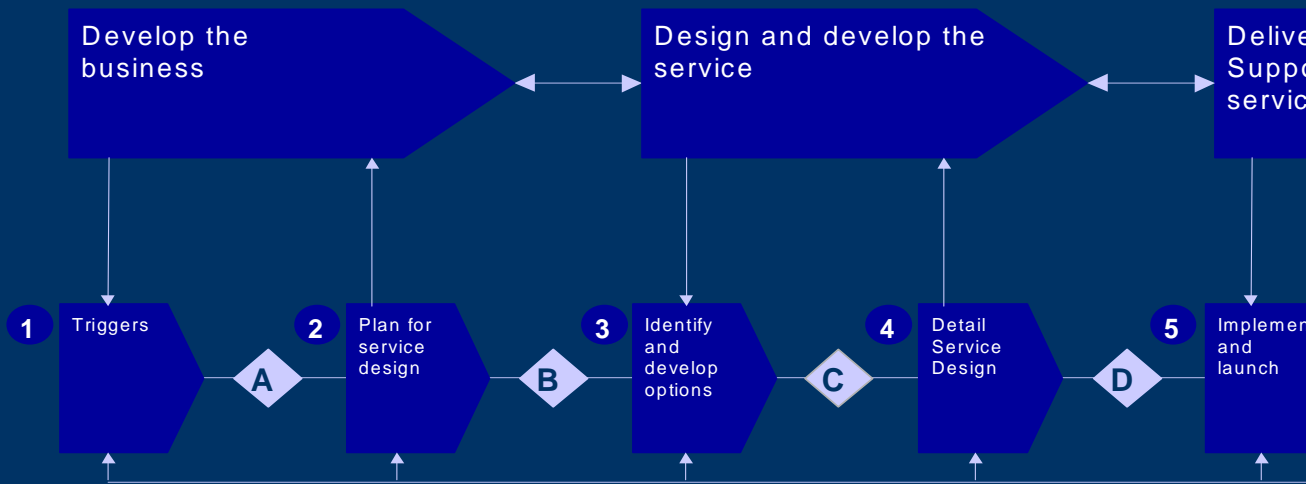 Develop the
business
Design and develop the
service
1
Triggers
A
2
Plan for
service
design
B
3
Identify
and
develop
options
C
4
Detail
Service
Design
D
5
and
launch